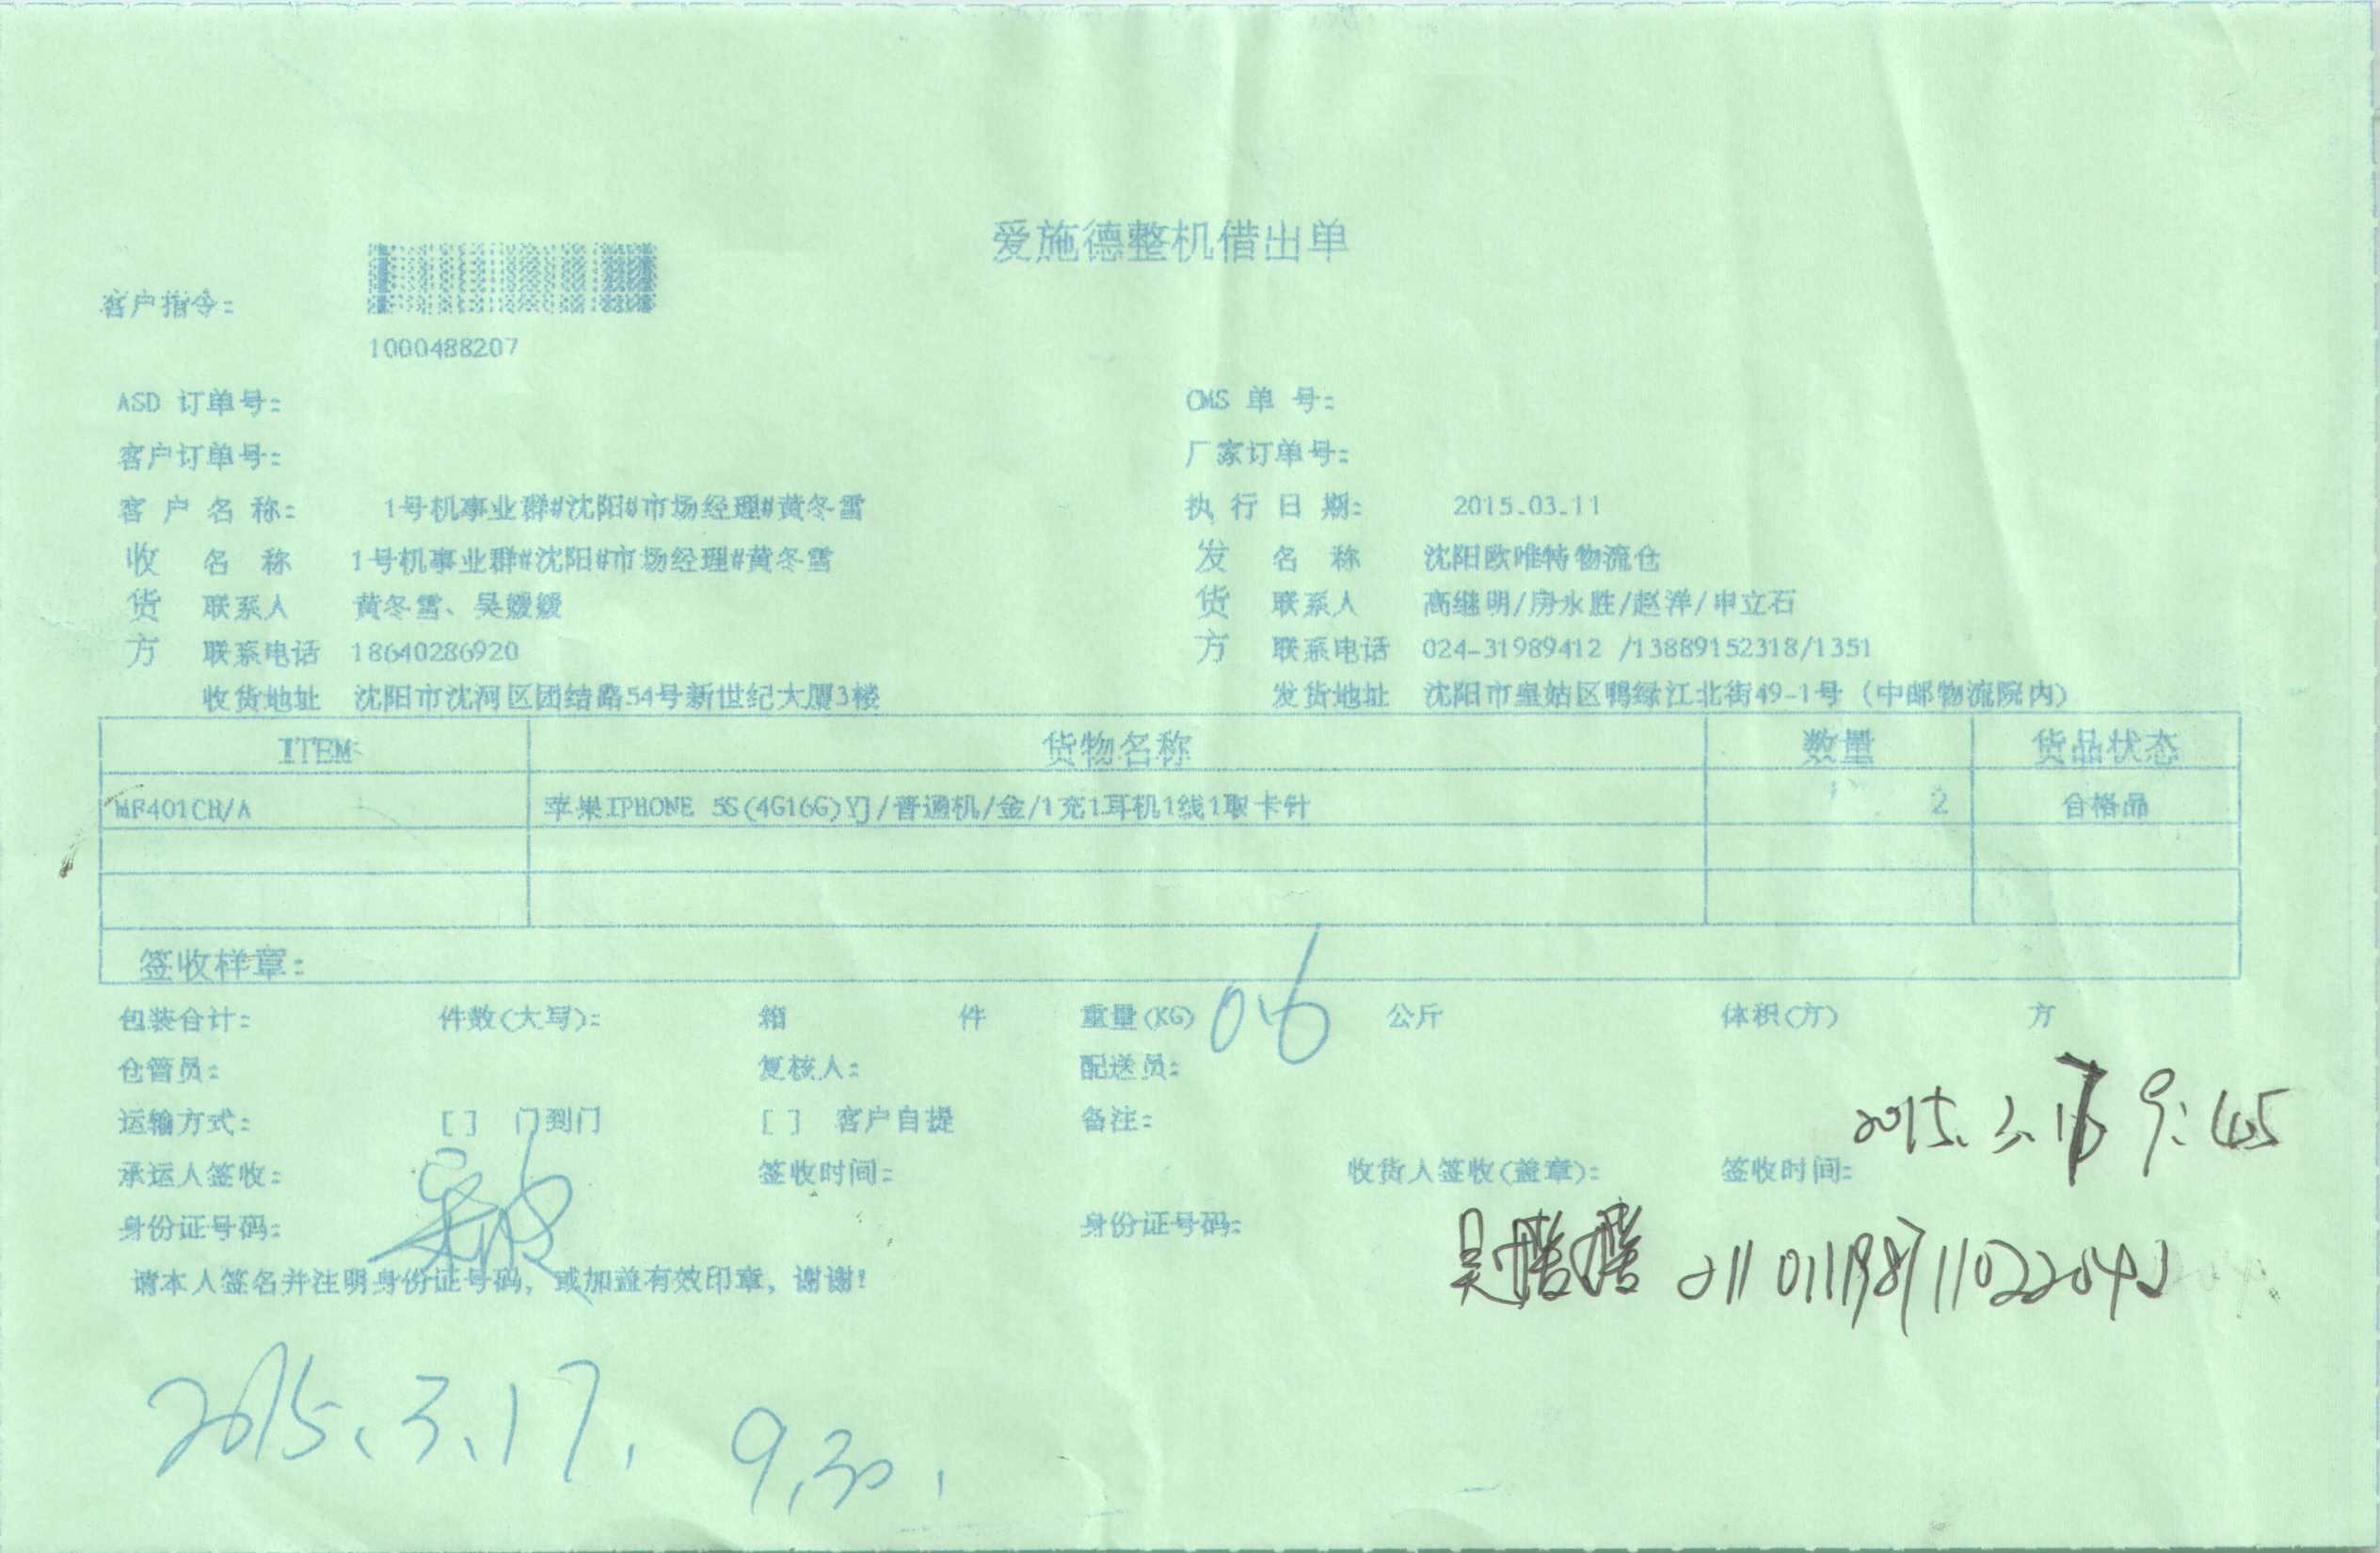 爱施德整机借出单
客户指令:
1000488207
ASD 订单号: CMS 单 号:
客户订单号: 厂家订单号:
客 户 名 称: 1号机事业群#沈阳#市场经理#黄冬雪 执 行 日 期: 2015.03.11
收 名 称 1号机事业群#沈阳#市场经理#黄冬雪 发 名 称 沈阳欧唯特物流仓
货 联系人 黄冬雪、吴媛媛 货 联系人 高继明/房永胜/赵洋/申立石
方 联系电话 18640286920 方 联系电话 024-31989412 /13889152318/1351
收货地址 沈阳市沈河区团结路54号新世纪大厦3楼 发货地址 沈阳市皇姑区鸭绿江北街49-1号 (中邮物流院内)
ITEM 货物名称 数量 货品状态
MF401CH/A 苹果IPHONE 5S(4G16G)YJ/普通机/金/1充1耳机1线1取卡针 2 合格品
签收样章:
包装合计: 件数(大写): 箱 件 重量(KG) 0.6 公斤 体积(方) 方
仓管员: 复核人: 配送员:
运输方式: [ ] 门到门 [ ] 客户自提 备注:
2015.3.17 9:45
承运人签收: 签收时间: 收货人签收(盖章): 签收时间:
身份证号码: 身份证号码:
请本人签名并注明身份证号码, 或加盖有效印章, 谢谢!
2015.3.17. 9.30.